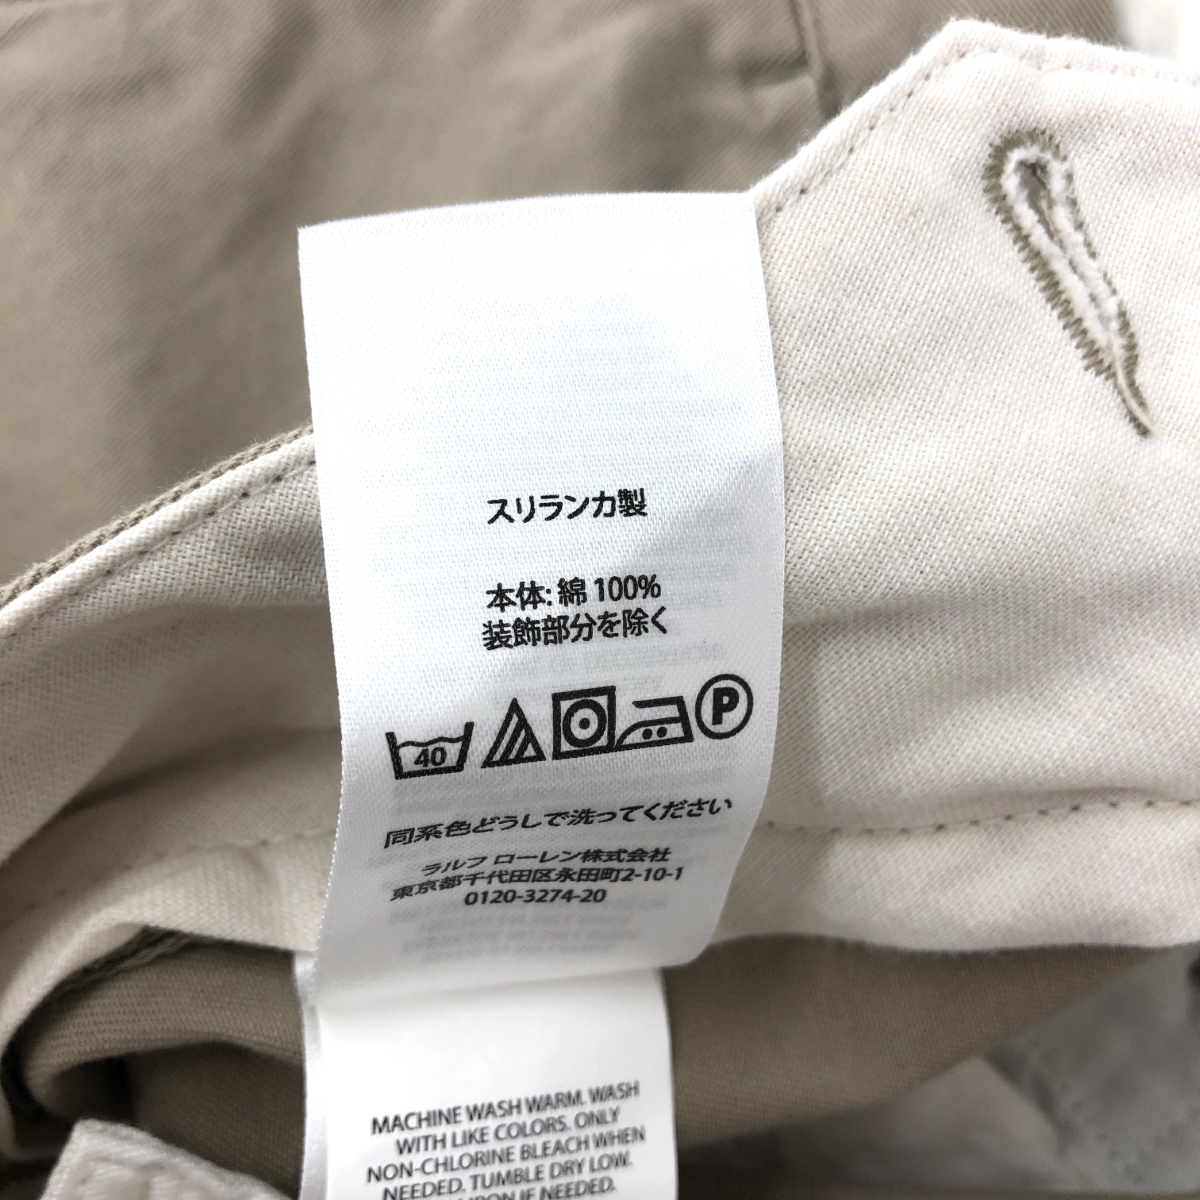 スリランカ製
本体: 綿 100%
装飾部分を除く
40 P
同系色どうしで洗ってください
ラルフ ローレン株式会社
東京都千代田区永田町2-10-1
0120-3274-20
MACHINE WASH WARM. WASH
WITH LIKE COLORS. ONLY
NON-CHLORINE BLEACH WHEN
NEEDED. TUMBLE DRY LOW.
IRON IF NEEDED.